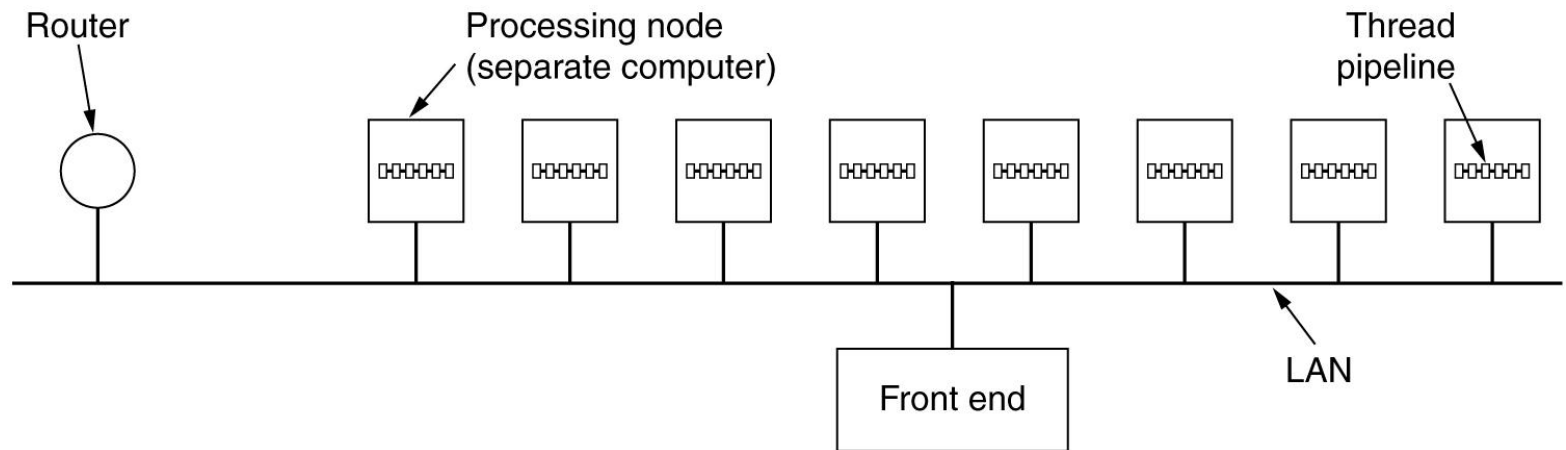 Router
Processing node
(separate computer)
Thread
pipeline
LAN
Front end